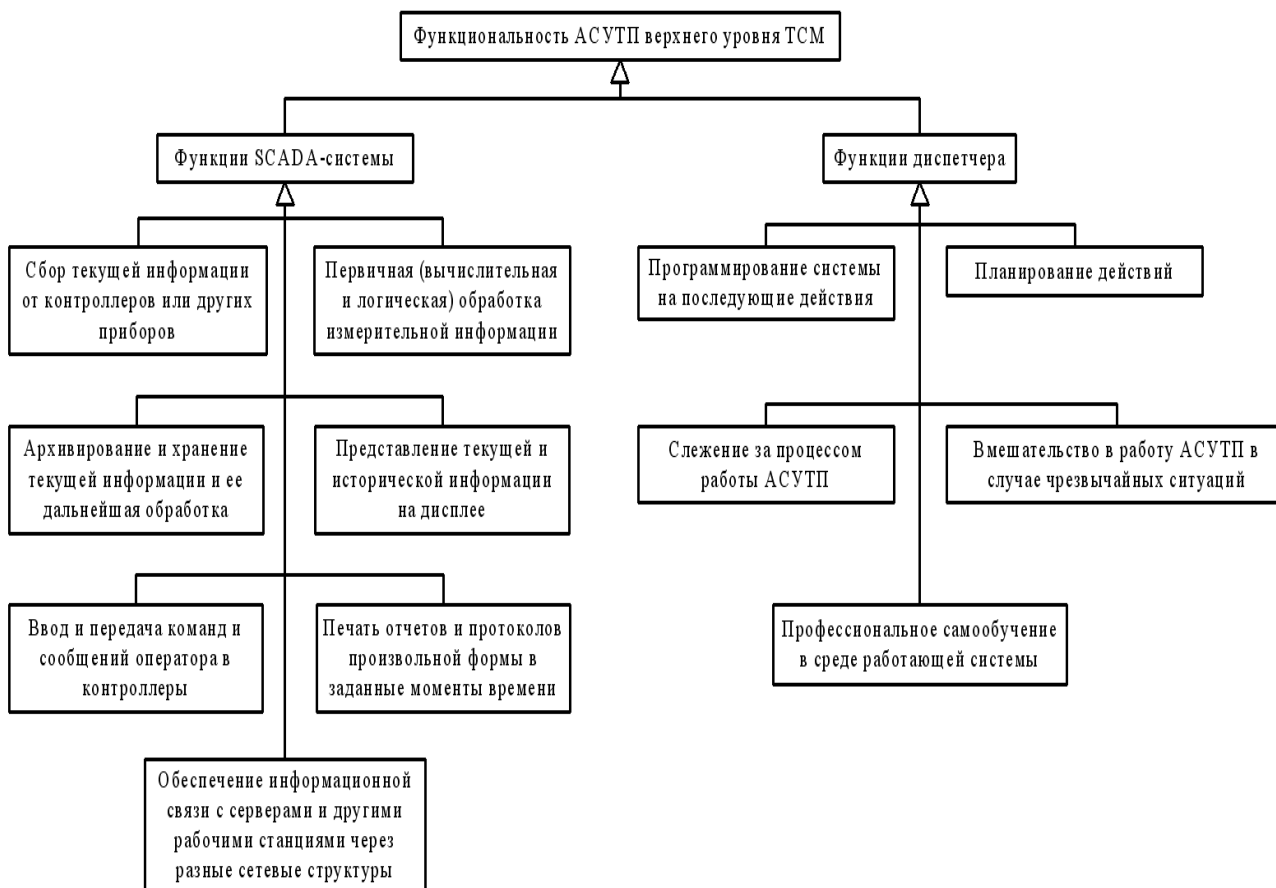 Функциональность АСУТП верхнего уровня ТСМ
Функции SCADA-системы
Функции диспетчера
Сбор текущей информации
от контроллеров или других
приборов
Первичная (вычислительная
и логическая) обработка
измерительной информации
Программирование системы
на последующие действия
Планирование действий
Архивирование и хранение
текущей информации и ее
дальнейшая обработка
Представление текущей и
исторической информации
на дисплее
Слежение за процессом
работы АСУТП
Вмешательство в работу АСУТП в
случае чрезвычайных ситуаций
Ввод и передача команд и
сообщений оператора в
контроллеры
Печать отчетов и протоколов
произвольной формы в
заданные моменты времени
Профессиональное самообучение
в среде работающей системы
Обеспечение информационной
связи с серверами и другими
рабочими станциями через
разные сетевые структуры